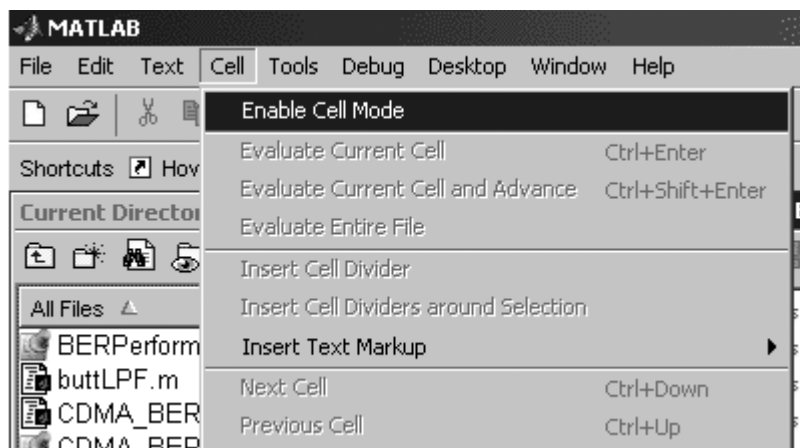 MATLAB
File Edit Text Cell Tools Debug Desktop Window Help
Enable Cell Mode
Shortcuts Hov
Evaluate Current Cell Ctrl+Enter
Evaluate Current Cell and Advance Ctrl+Shift+Enter
Current Director
Evaluate Entire File
Insert Cell Divider
All Files
Insert Cell Dividers around Selection
BERPerform
Insert Text Markup
buttLPF.m
Next Cell Ctrl+Down
CDMA_BER
Previous Cell Ctrl+Up
CDMA_BER